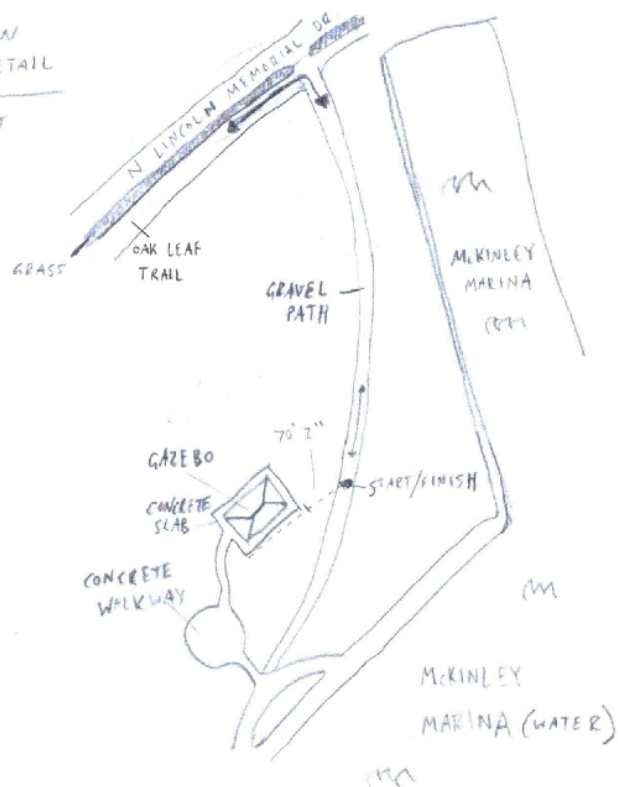 N LINCOLN MEMORIAL DR.
GRASS
OAK LEAF
TRAIL
GRAVEL
PATH
McKINLEY
MARINA
70' 2"
GAZEBO
CONCRETE
SLAB
START/FINISH
CONCRETE
WALKWAY
McKINLEY
MARINA (WATER)